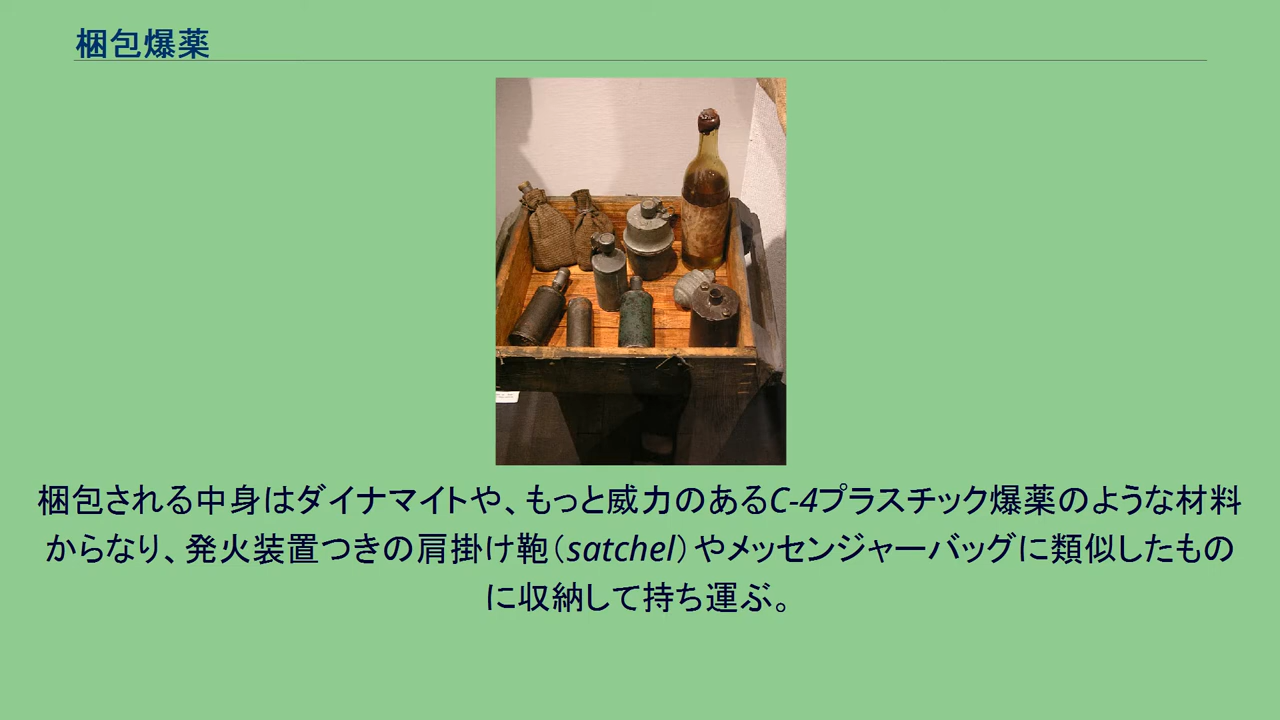 梱包爆薬
梱包される中身はダイナマイトや、もっと威力のあるC-4プラスチック爆薬のような材料
からなり、発火装置つきの肩掛け鞄（satchel）やメッセンジャーバッグに類似したもの
に収納して持ち運ぶ。